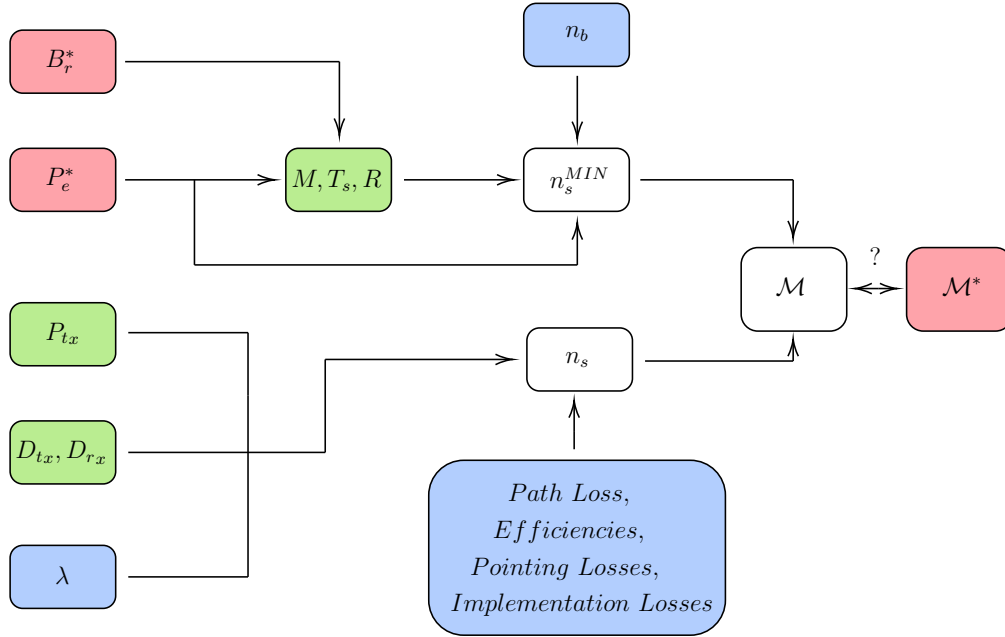 n_b
B_r^*
P_e^*
M, T_s, R
n_s^{MIN}
?
\mathcal{M}
\mathcal{M}^*
P_{tx}
n_s
D_{tx}, D_{rx}
Path Loss,
Efficiencies,
Pointing Losses,
Implementation Losses
λ